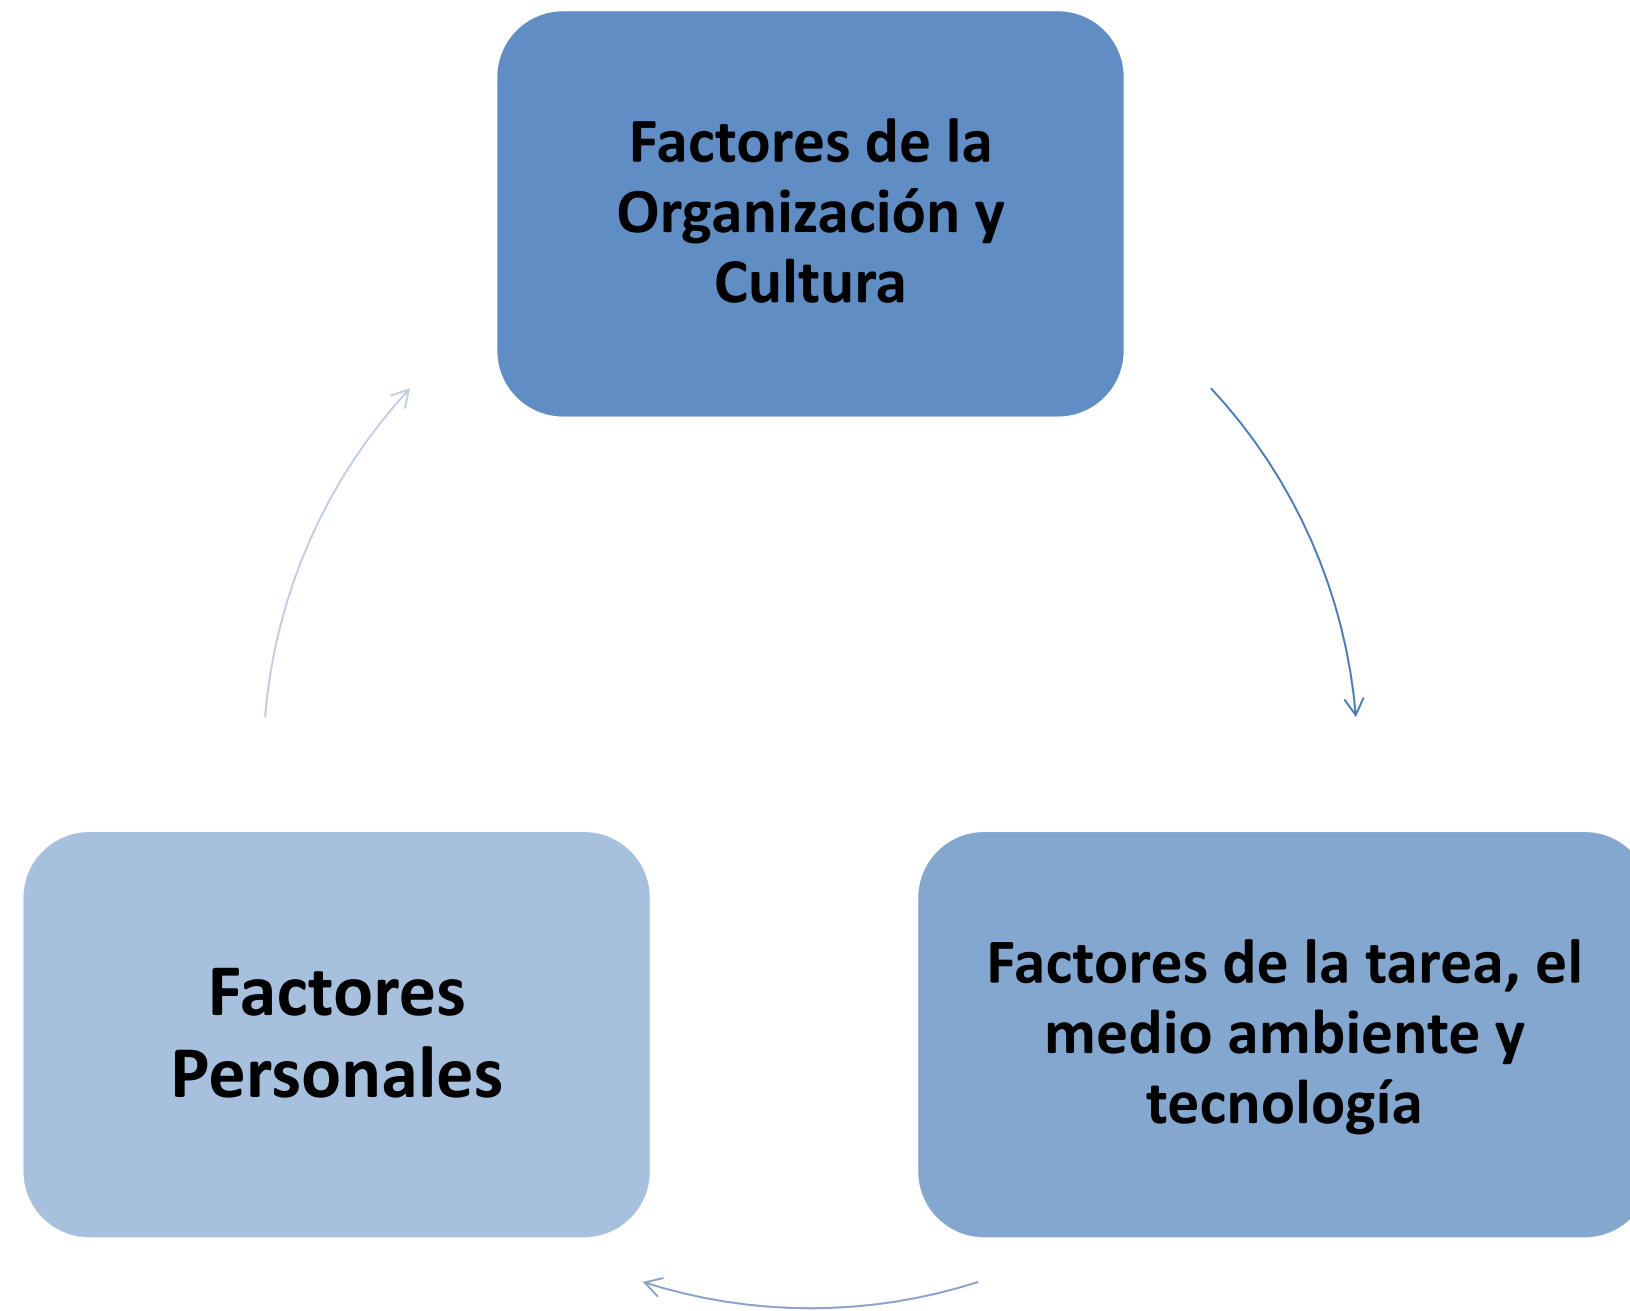 Factores de la
Organización y
Cultura
Factores
Personales
Factores de la tarea, el
medio ambiente y
tecnología